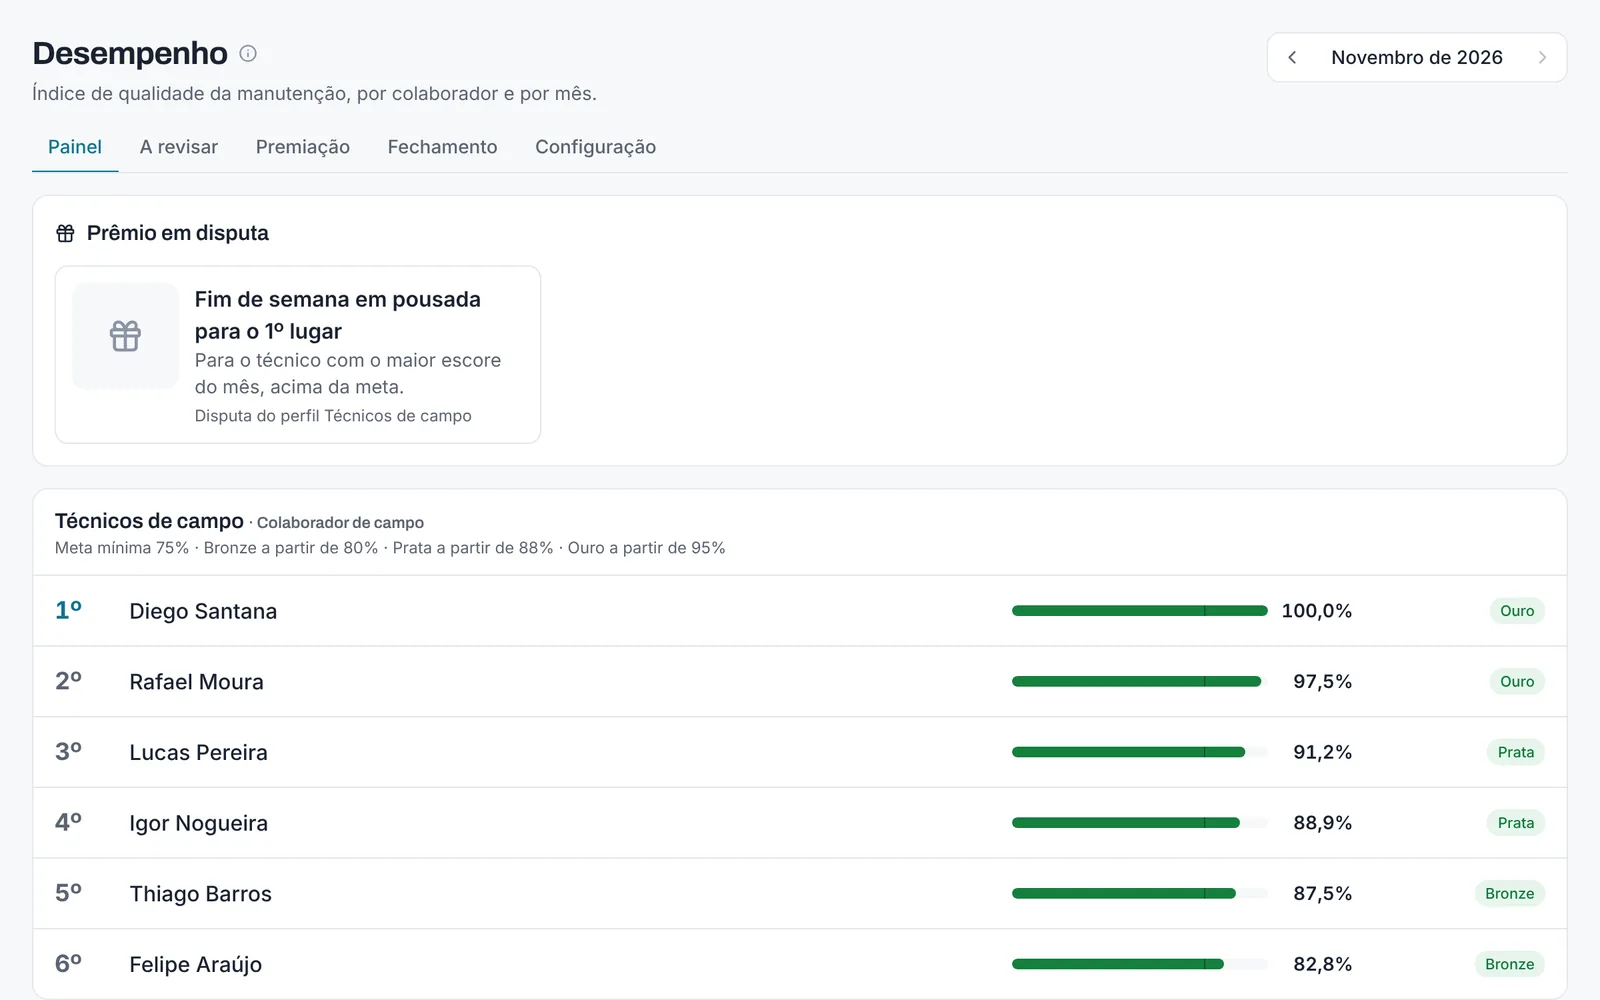 Desempenho
Novembro de 2026
Índice de qualidade da manutenção, por colaborador e por mês.
Painel A revisar Premiação Fechamento Configuração
Prêmio em disputa
Fim de semana em pousada
para o 1º lugar
Para o técnico com o maior escore
do mês, acima da meta.
Disputa do perfil Técnicos de campo
Técnicos de campo · Colaborador de campo
Meta mínima 75% · Bronze a partir de 80% · Prata a partir de 88% · Ouro a partir de 95%
1º Diego Santana 100,0% Ouro
2º Rafael Moura 97,5% Ouro
3º Lucas Pereira 91,2% Prata
4º Igor Nogueira 88,9% Prata
5º Thiago Barros 87,5% Bronze
6º Felipe Araújo 82,8% Bronze